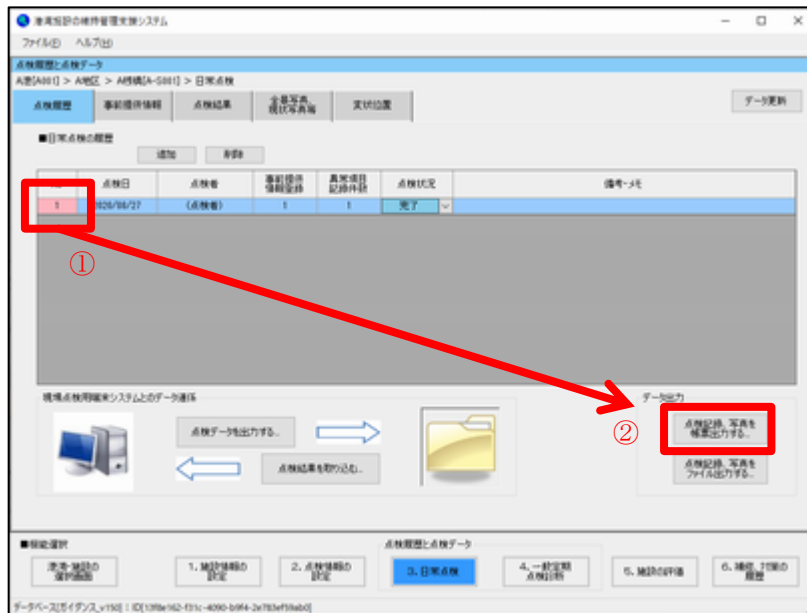 港湾施設の維持管理支援システム
ファイル(F) ヘルプ(H)
点検履歴と点検データ
A港[A001] > A地区 > A桟橋[A-S001] > 日常点検
点検履歴 事前提供情報 点検結果 全景写真、現状写真等 変状位置 データ更新
■日常点検の履歴
追加 削除
点検日 点検者 事前提供情報登録 異常項目記録件数 点検状況 備考・メモ
1 2020/08/27 (点検者) 1 1 完了
①
現場点検用端末システムとのデータ連係 データ出力
点検データを出力する..
点検結果を取り込む..
②
点検記録、写真を帳票出力する..
点検記録、写真をファイル出力する..
■機能選択 点検履歴と点検データ
港湾・施設の選択画面 1. 施設情報の設定 2. 点検情報の設定 3. 日常点検 4. 一般定期点検診断 5. 施設の評価 6. 補修、対策の履歴
データベース[ガイダンス_v150] : ID[13f8e162-f31c-4090-b9f4-2e783ef59ab0]